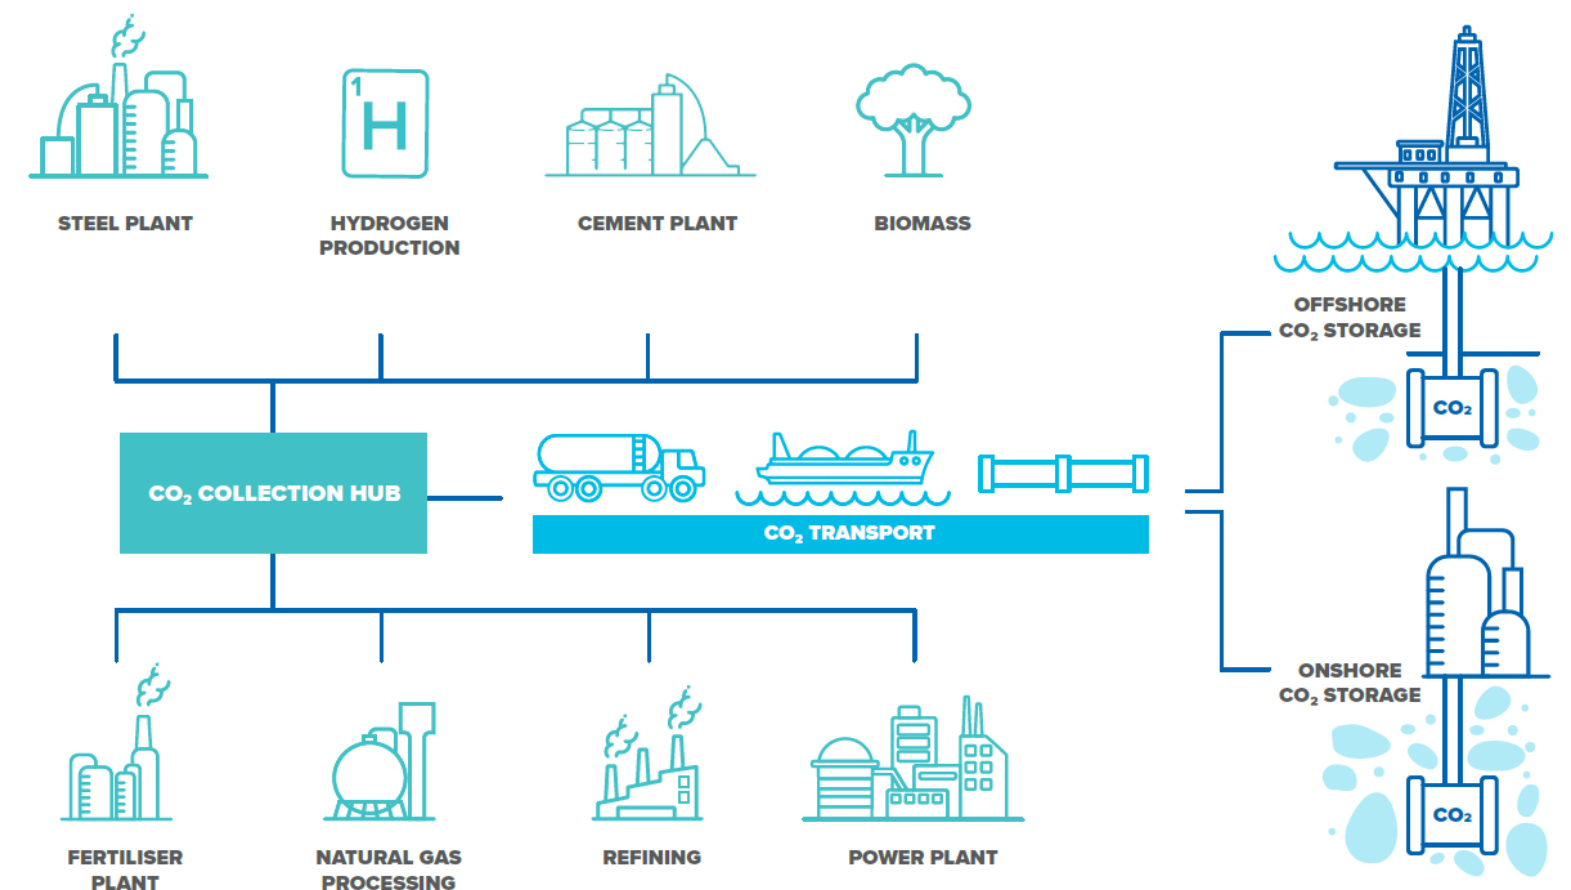 1
H
STEEL PLANT
HYDROGEN
PRODUCTION
CEMENT PLANT
BIOMASS
OFFSHORE
CO₂ STORAGE
CO₂
CO₂ COLLECTION HUB
CO₂ TRANSPORT
ONSHORE
CO₂ STORAGE
CO₂
FERTILISER
PLANT
NATURAL GAS
PROCESSING
REFINING
POWER PLANT